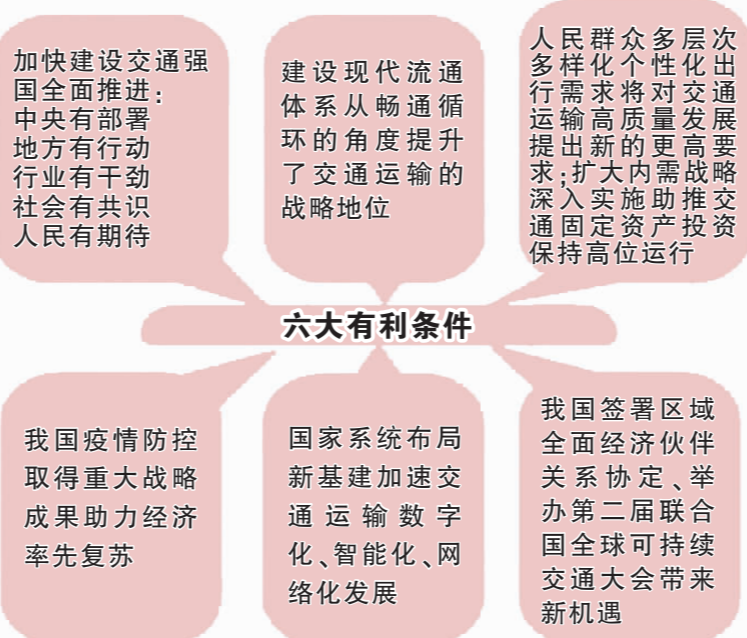 加快建设交通强
国全面推进:
中央有部署
地方有行动
行业有干劲
社会有共识
人民有期待
建设现代流通
体系从畅通循
环的角度提升
了交通运输的
战略地位
人民群众多层次
多样化个性化出
行需求将对交通
运输高质量发展
提出新的更高要
求;扩大内需战略
深入实施助推交
通固定资产投资
保持高位运行
六大有利条件
我国疫情防控
取得重大战略
成果助力经济
率先复苏
国家系统布局
新基建加速交
通运输数字
化、智能化、网
络化发展
我国签署区域
全面经济伙伴
关系协定、举
办第二届联合
国全球可持续
交通大会带来
新机遇